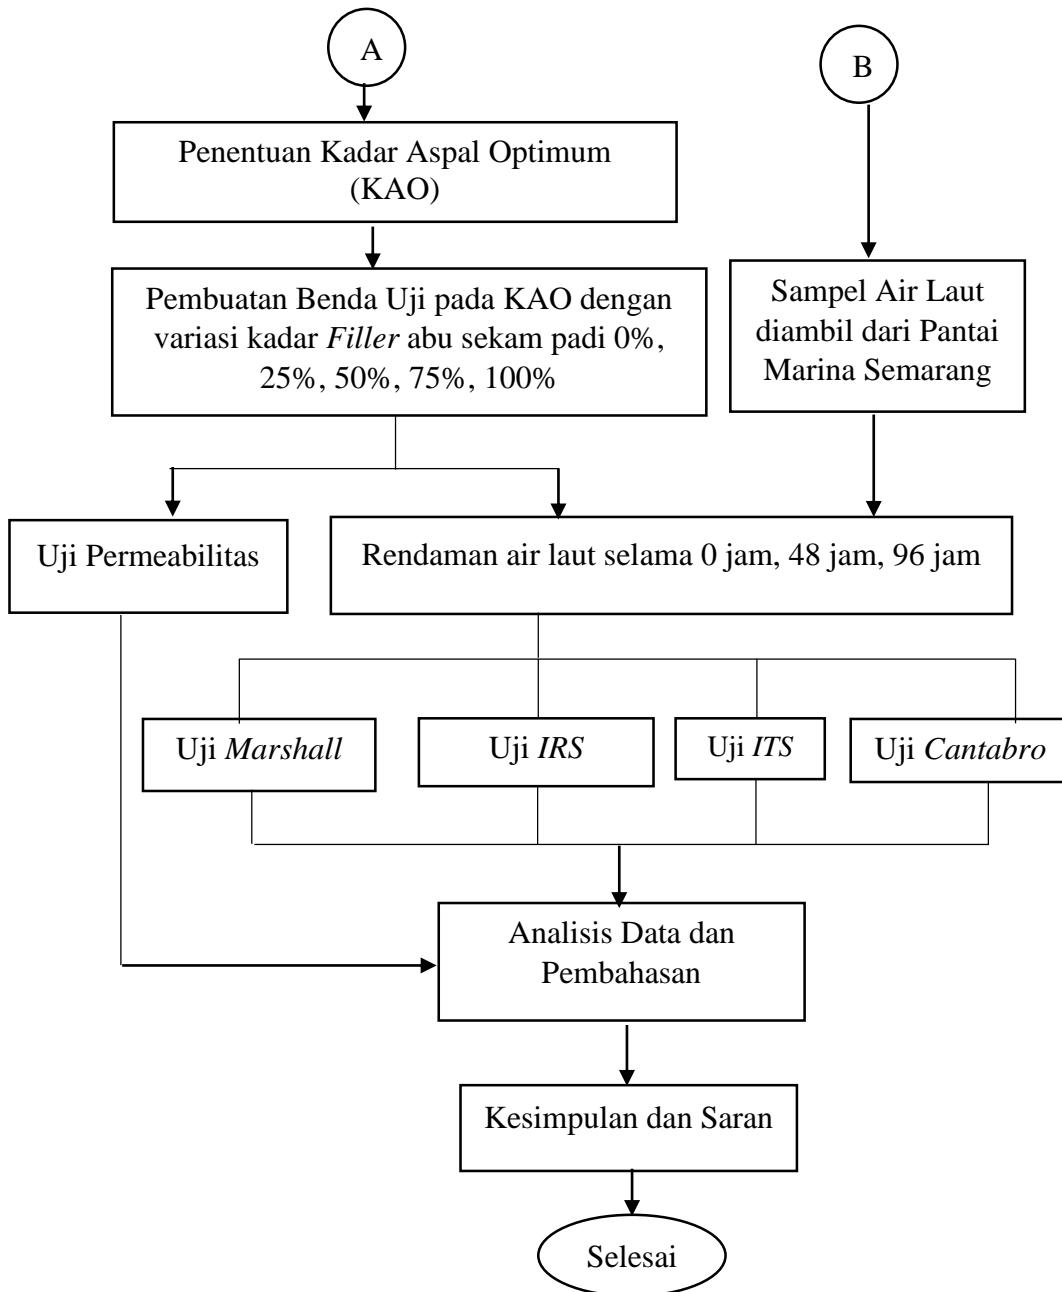 A
B
Penentuan Kadar Aspal Optimum
(KAO)
Pembuatan Benda Uji pada KAO dengan
variasi kadar Filler abu sekam padi 0%,
25%, 50%, 75%, 100%
Sampel Air Laut
diambil dari Pantai
Marina Semarang
Uji Permeabilitas
Rendaman air laut selama 0 jam, 48 jam, 96 jam
Uji Marshall
Uji IRS
Uji ITS
Uji Cantabro
Analisis Data dan
Pembahasan
Kesimpulan dan Saran
Selesai